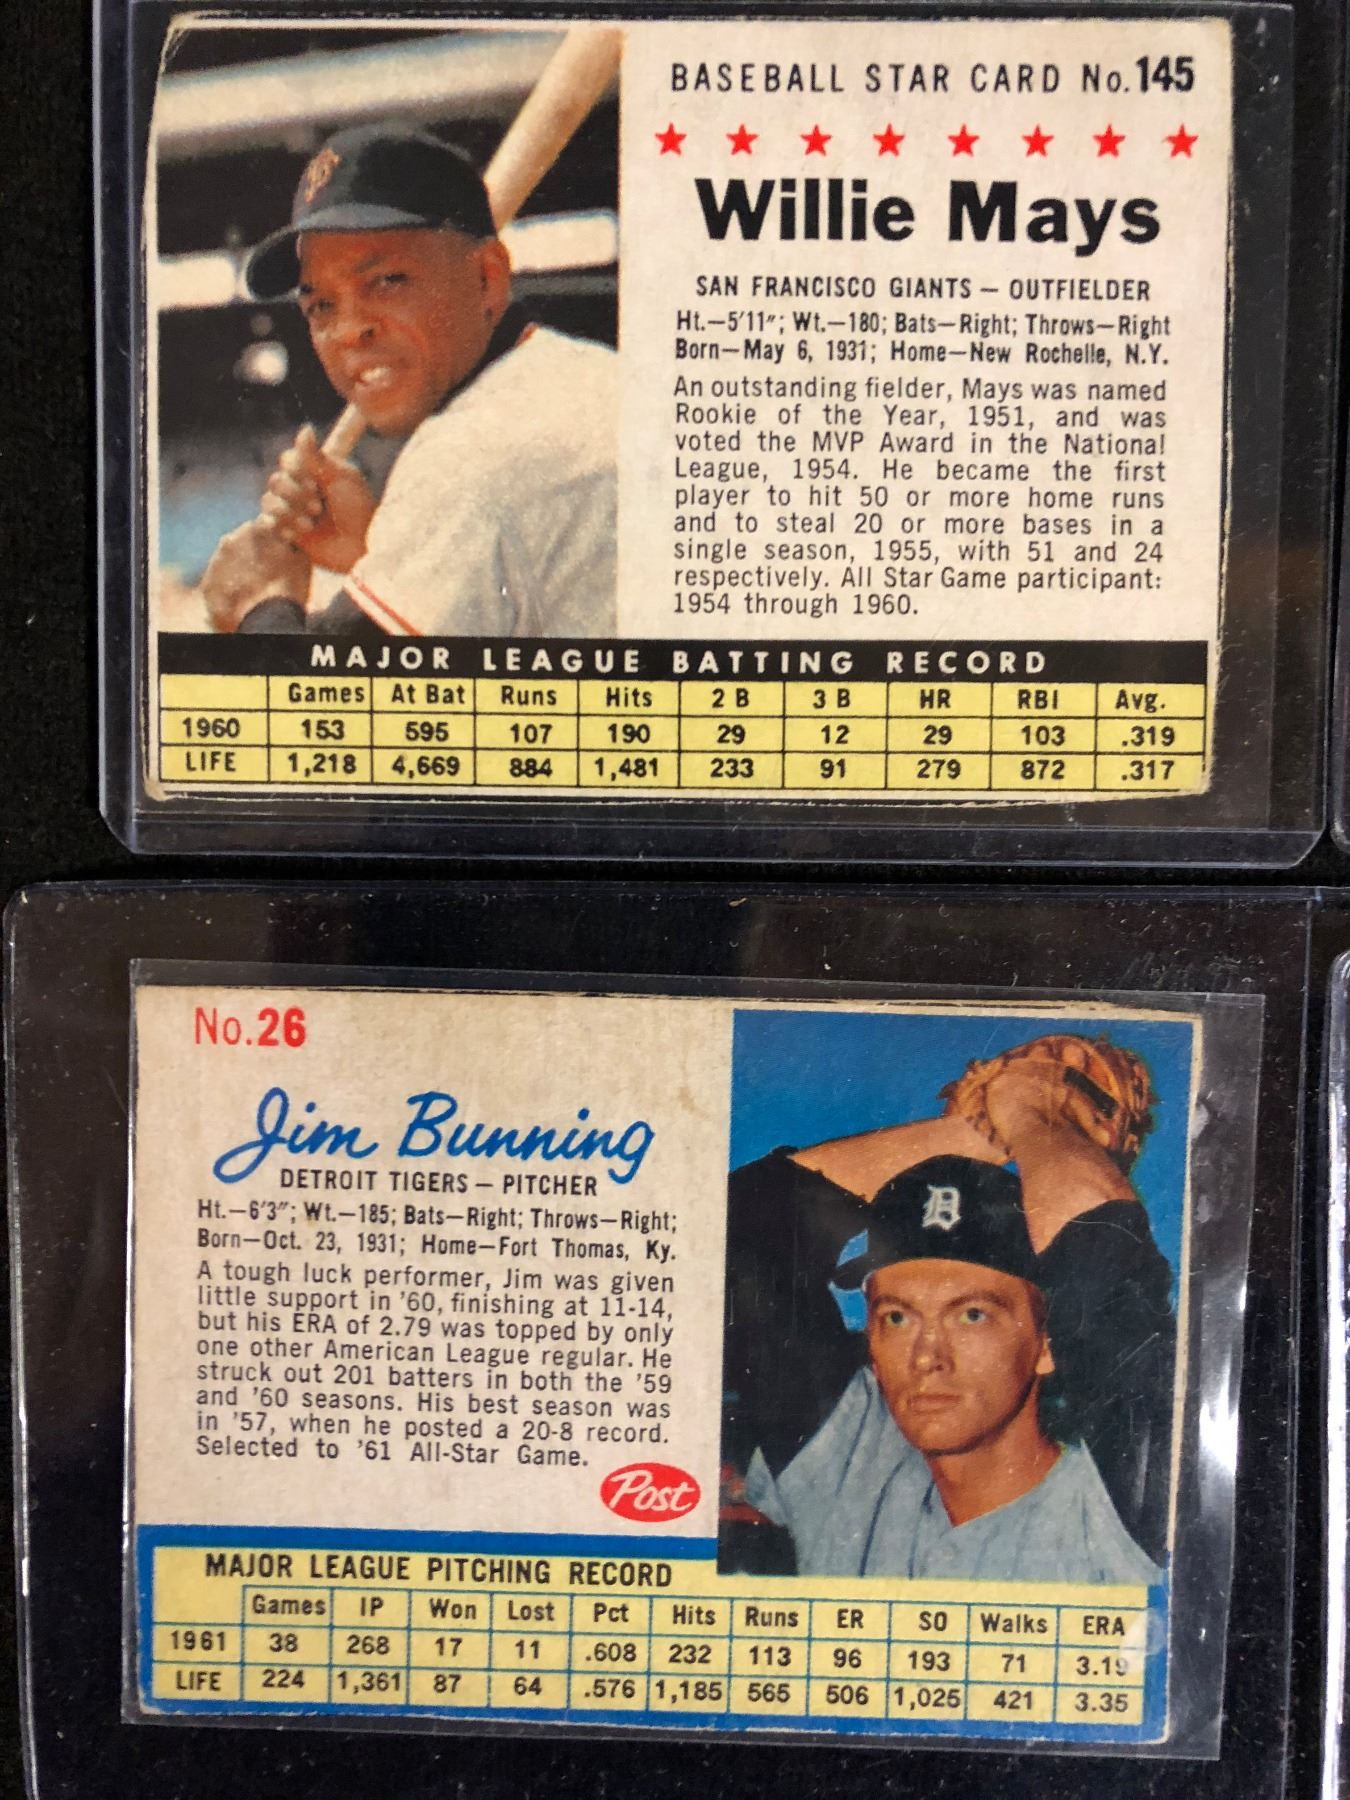 BASEBALL STAR CARD No.145
Willie Mays
SAN FRANCISCO GIANTS — OUTFIELDER
Ht.—5'11"; Wt.—180; Bats—Right; Throws—Right
Born—May 6, 1931; Home—New Rochelle, N.Y.
An outstanding fielder, Mays was named
Rookie of the Year, 1951, and was
voted the MVP Award in the National
League, 1954. He became the first
player to hit 50 or more home runs
and to steal 20 or more bases in a
single season, 1955, with 51 and 24
respectively. All Star Game participant:
1954 through 1960.
MAJOR LEAGUE BATTING RECORD
Games At Bat Runs Hits 2 B 3 B HR RBI Avg.
1960 153 595 107 190 29 12 29 103 .319
LIFE 1,218 4,669 884 1,481 233 91 279 872 .317
No.26
Jim Bunning
DETROIT TIGERS — PITCHER
Ht.—6'3"; Wt.—185; Bats—Right; Throws—Right;
Born—Oct. 23, 1931; Home—Fort Thomas, Ky.
A tough luck performer, Jim was given
little support in '60, finishing at 11-14,
but his ERA of 2.79 was topped by only
one other American League regular. He
struck out 201 batters in both the '59
and '60 seasons. His best season was
in '57, when he posted a 20-8 record.
Selected to '61 All-Star Game.
Post
MAJOR LEAGUE PITCHING RECORD
Games IP Won Lost Pct Hits Runs ER SO Walks ERA
1961 38 268 17 11 .608 232 113 96 193 71 3.19
LIFE 224 1,361 87 64 .576 1,185 565 506 1,025 421 3.35